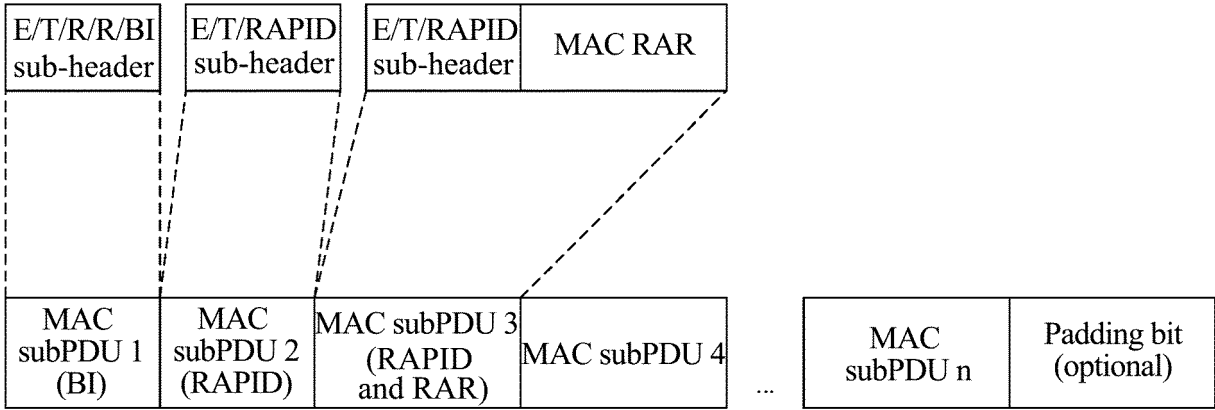 E/T/R/R/BI
sub-header
E/T/RAPID
sub-header
E/T/RAPID
sub-header
MAC RAR
MAC
subPDU 1
(BI)
MAC
subPDU 2
(RAPID)
MAC subPDU 3
(RAPID
and RAR)
MAC subPDU 4
...
MAC
subPDU n
Padding bit
(optional)